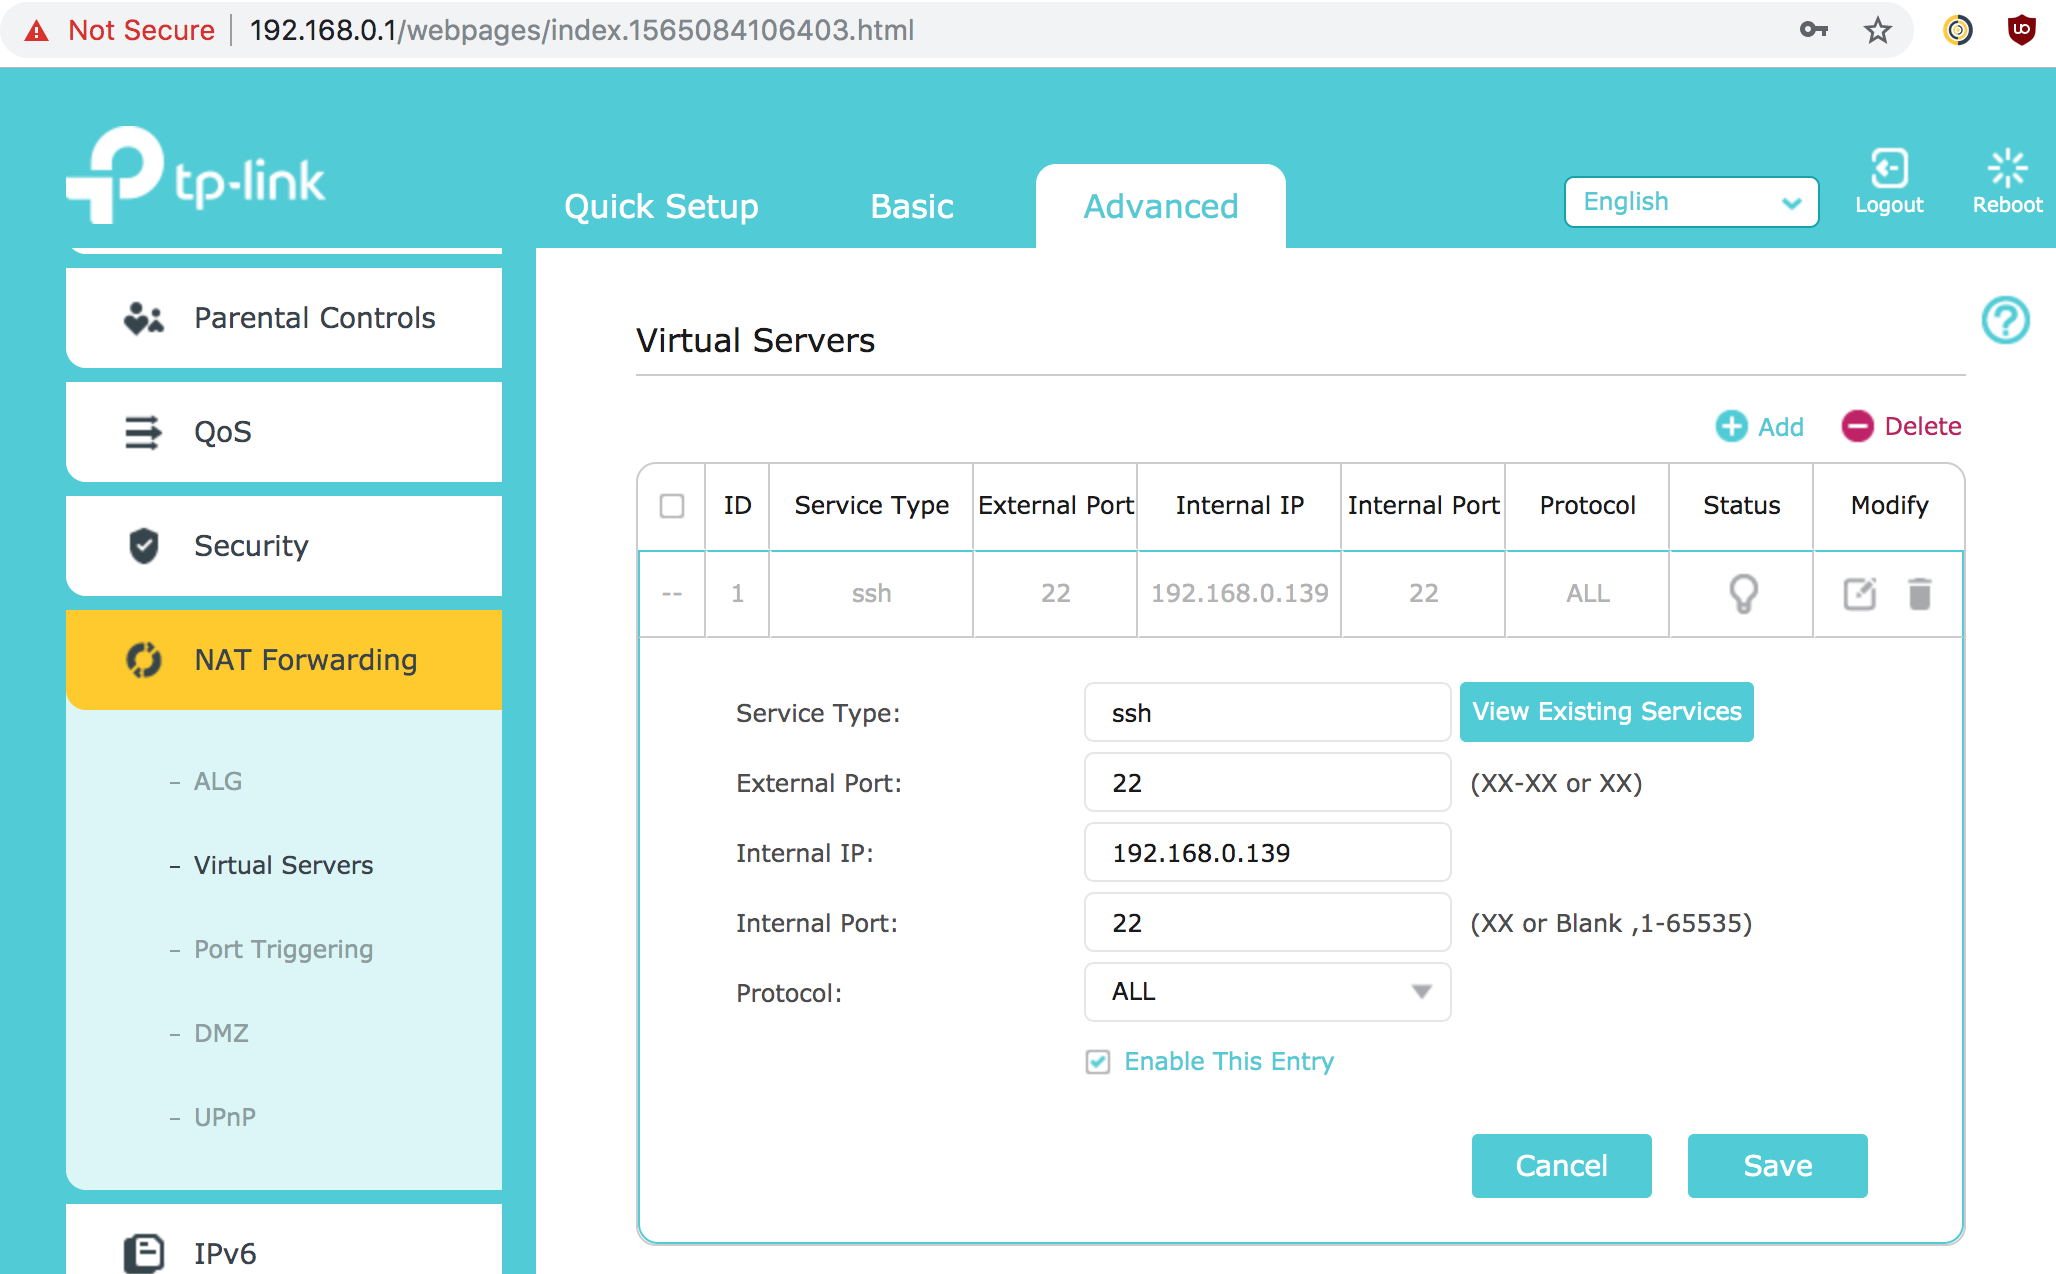 Not Secure 192.168.0.1/webpages/index.1565084106403.html
tp-link
Quick Setup Basic Advanced English Logout Reboot
Parental Controls
QoS
Security
NAT Forwarding
- ALG
- Virtual Servers
- Port Triggering
- DMZ
- UPnP
IPv6
Virtual Servers
Add Delete
ID Service Type External Port Internal IP Internal Port Protocol Status Modify
-- 1 ssh 22 192.168.0.139 22 ALL
Service Type: ssh View Existing Services
External Port: 22 (XX-XX or XX)
Internal IP: 192.168.0.139
Internal Port: 22 (XX or Blank ,1-65535)
Protocol: ALL
Enable This Entry
Cancel Save